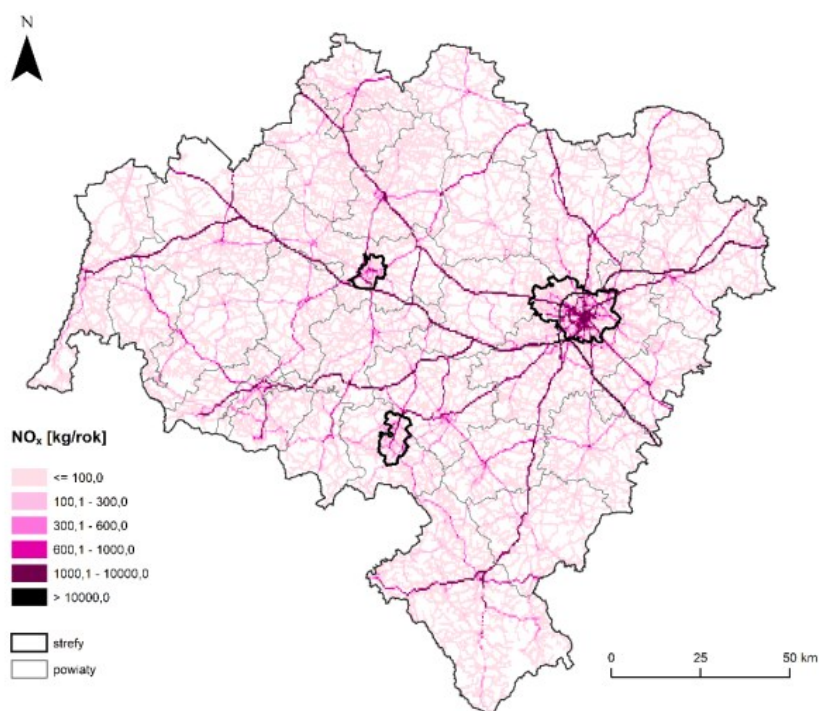 N
NOx [kg/rok]
<= 100,0
100,1 - 300,0
300,1 - 600,0
600,1 - 1000,0
1000,1 - 10000,0
> 10000,0
strefy
powiaty
0 25 50 km